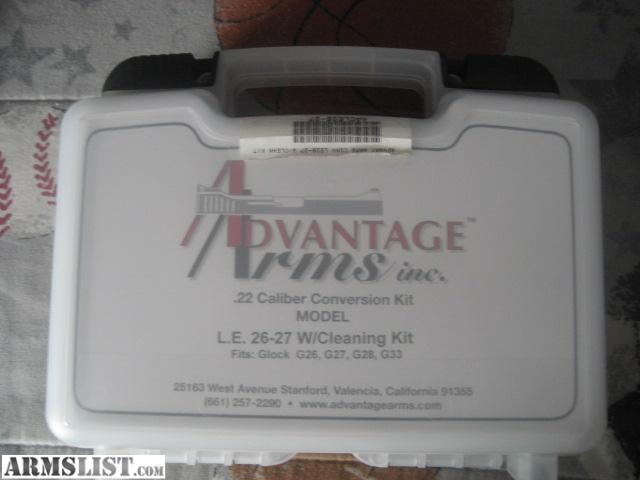 ADVANTAGE™
Arms inc.
.22 Caliber Conversion Kit
MODEL
L.E. 26-27 W/Cleaning Kit
Fits: Glock G26, G27, G28, G33
25163 West Avenue Stanford, Valencia, California 91355
(661) 257-2290 • www.advantagearms.com
ARMSLIST.COM